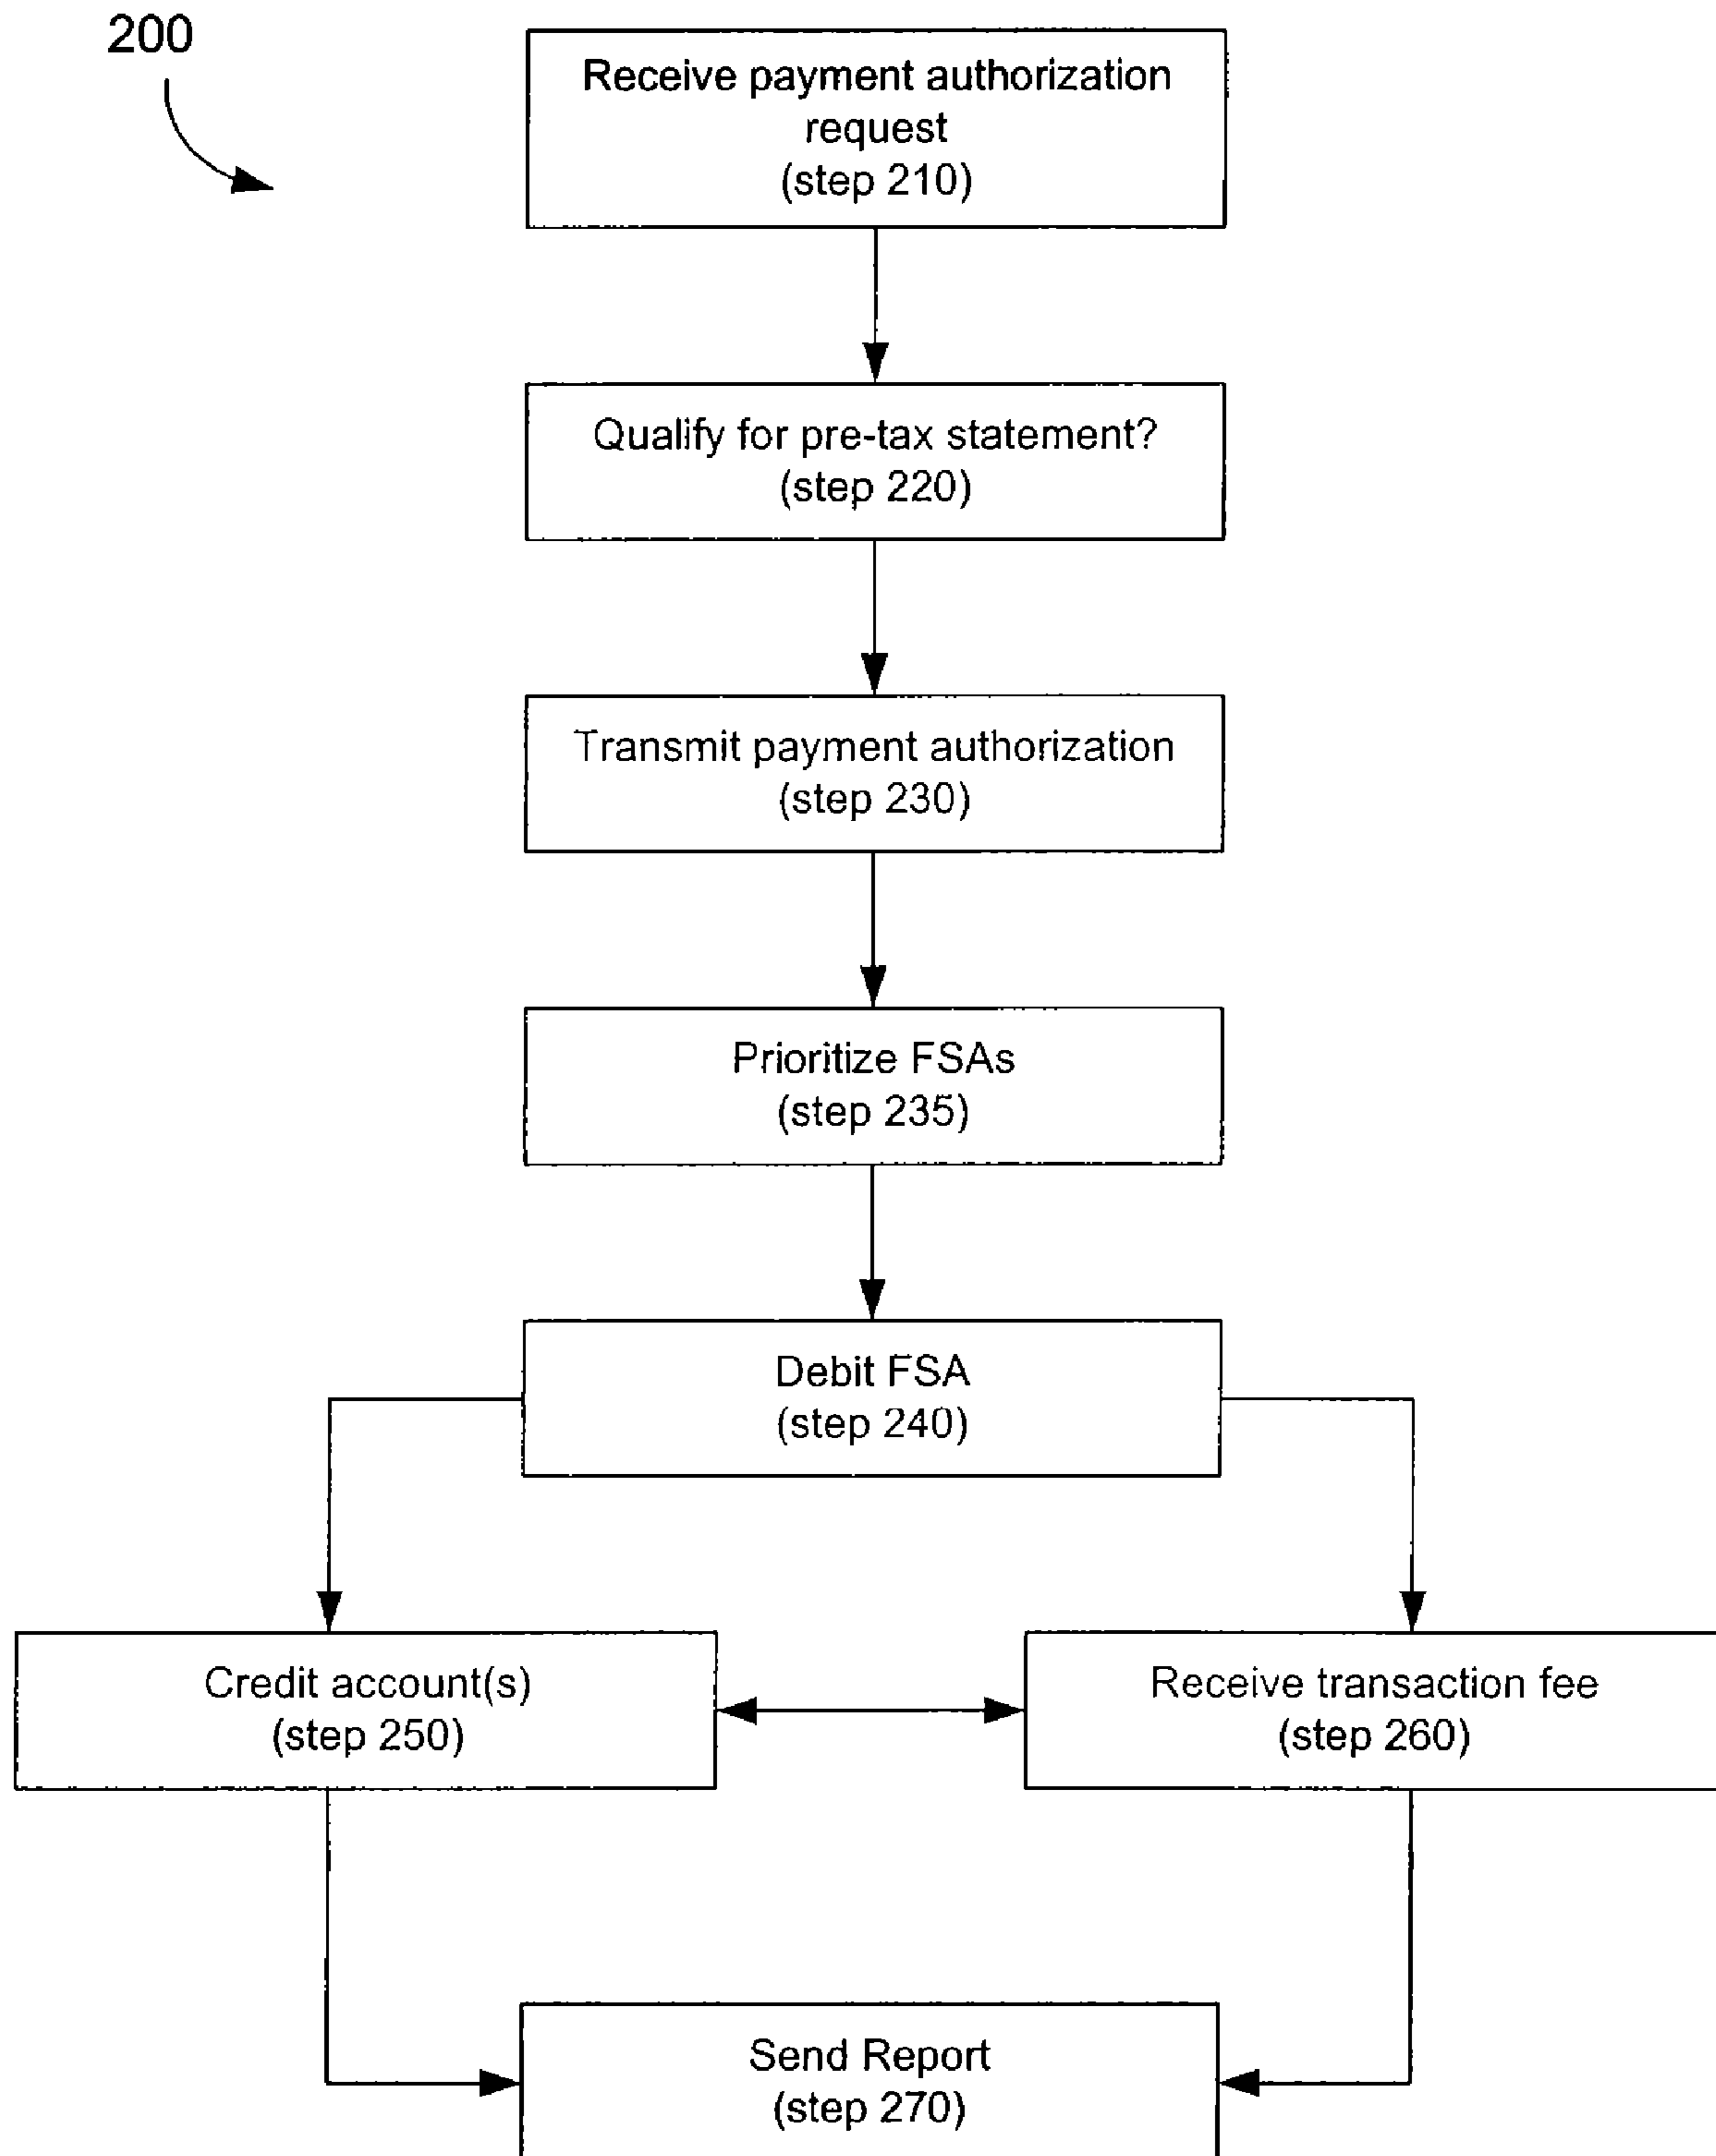 200
Receive payment authorization
request
(step 210)
Qualify for pre-tax statement?
(step 220)
Transmit payment authorization
(step 230)
Prioritize FSAs
(step 235)
Debit FSA
(step 240)
Credit account(s)
(step 250)
Receive transaction fee
(step 260)
Send Report
(step 270)